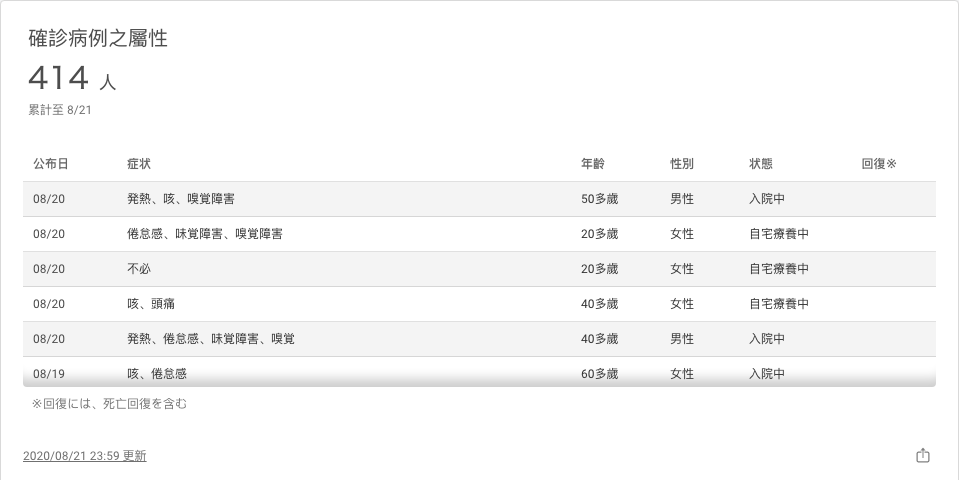 確診病例之屬性
414 人
累計至 8/21
公布日 症状 年齢 性別 状態 回復※
08/20 発熱、咳、嗅覚障害 50多歲 男性 入院中
08/20 倦怠感、味覚障害、嗅覚障害 20多歲 女性 自宅療養中
08/20 不必 20多歲 女性 自宅療養中
08/20 咳、頭痛 40多歲 女性 自宅療養中
08/20 発熱、倦怠感、味覚障害、嗅覚 40多歲 男性 入院中
08/19 咳、倦怠感 60多歲 女性 入院中
※回復には、死亡回復を含む
2020/08/21 23:59 更新